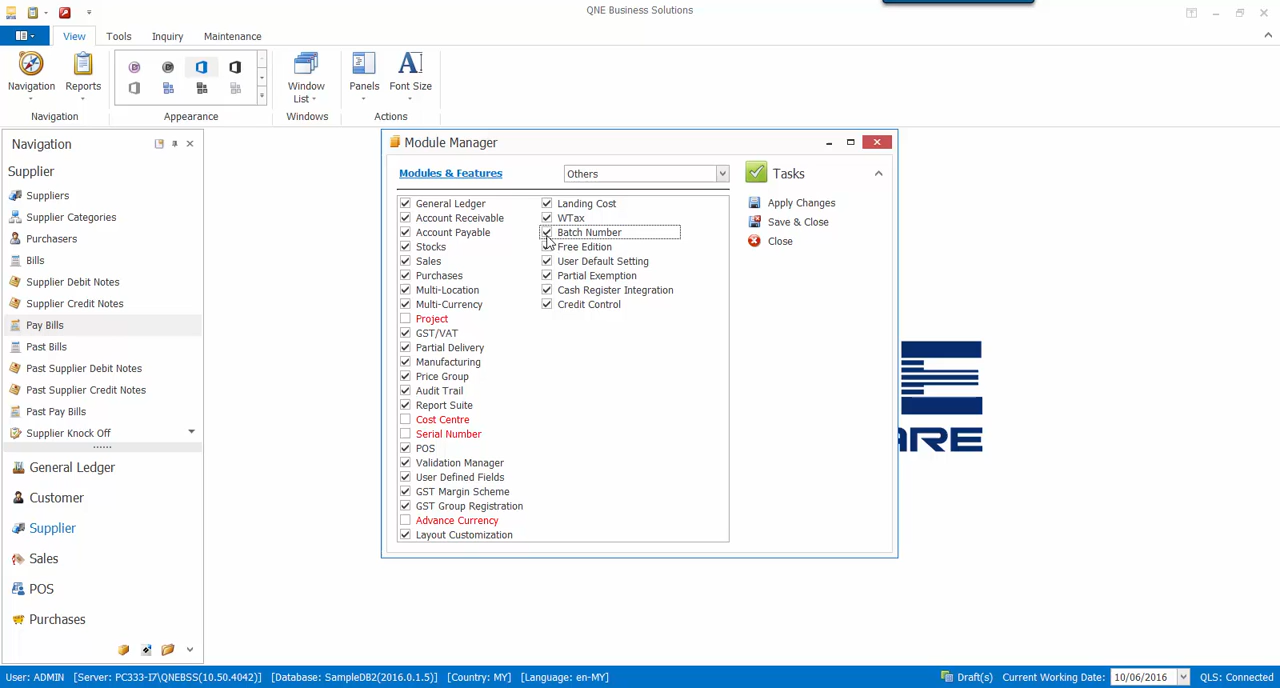 QNE Business Solutions
View Tools Inquiry Maintenance
Navigation Reports Window List Panels Font Size
Navigation Appearance Windows Actions
Navigation
Supplier
Suppliers
Supplier Categories
Purchasers
Bills
Supplier Debit Notes
Supplier Credit Notes
Pay Bills
Past Bills
Past Supplier Debit Notes
Past Supplier Credit Notes
Past Pay Bills
Supplier Knock Off
General Ledger
Customer
Supplier
Sales
POS
Purchases
Module Manager
Modules & Features Others
General Ledger
Account Receivable
Account Payable
Stocks
Sales
Purchases
Multi-Location
Multi-Currency
Project
GST/VAT
Partial Delivery
Manufacturing
Price Group
Audit Trail
Report Suite
Cost Centre
Serial Number
POS
Validation Manager
User Defined Fields
GST Margin Scheme
GST Group Registration
Advance Currency
Layout Customization
Landing Cost
WTax
Batch Number
Free Edition
User Default Setting
Partial Exemption
Cash Register Integration
Credit Control
Tasks
Apply Changes
Save & Close
Close
E
ARE
User: ADMIN [Server: PC333-I7\QNEBSS(10.50.4042)] [Database: SampleDB2(2016.0.1.5)] [Country: MY] [Language: en-MY] Draft(s) Current Working Date: 10/06/2016 QLS: Connected